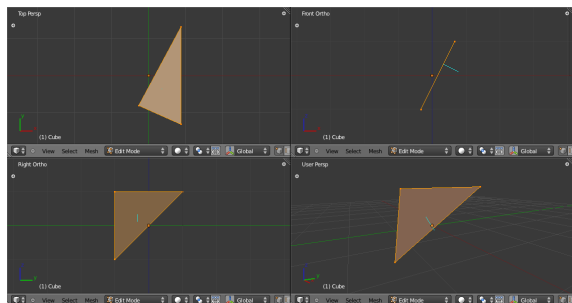 Top Persp
Front Ortho
(1) Cube
(1) Cube
View Select Mesh Edit Mode Global
View Select Mesh Edit Mode Global
Right Ortho
User Persp
(1) Cube
(1) Cube
View Select Mesh Edit Mode Global
View Select Mesh Edit Mode Global